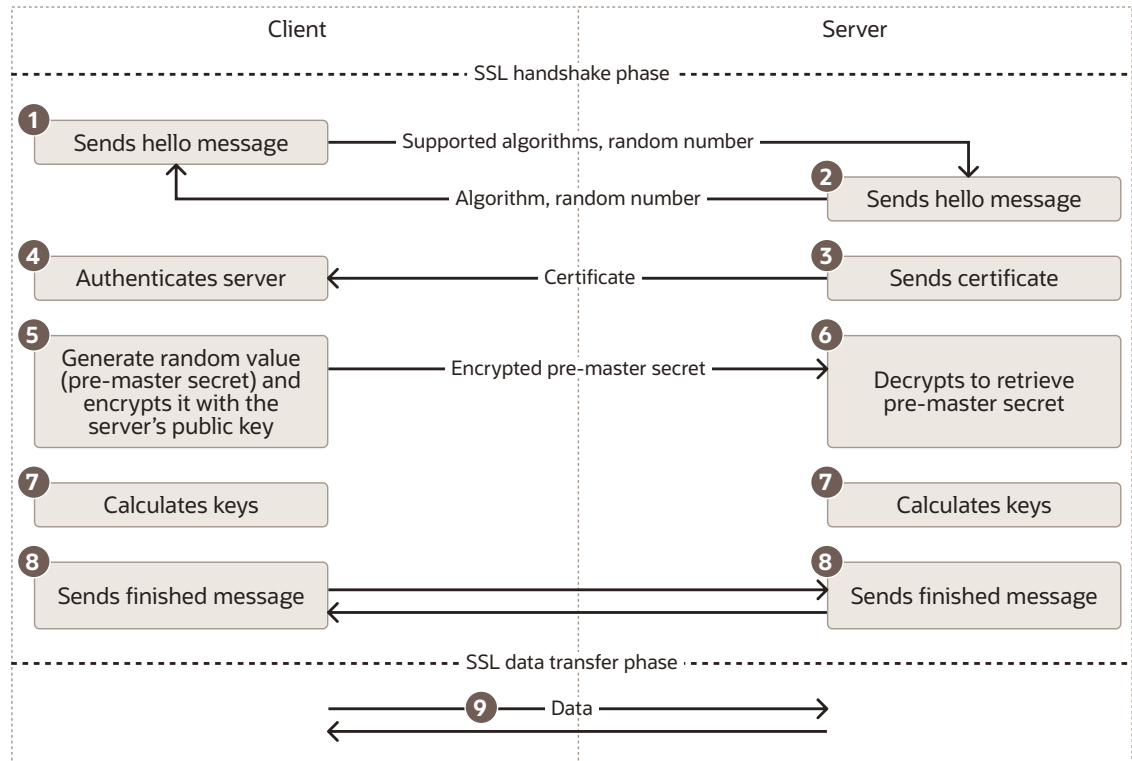 Client
Server
SSL handshake phase
1
Sends hello message
Supported algorithms, random number
2
Sends hello message
Algorithm, random number
4
Authenticates server
Certificate
3
Sends certificate
5
Generate random value
(pre-master secret) and
encrypts it with the
server's public key
Encrypted pre-master secret
6
Decrypts to retrieve
pre-master secret
7
Calculates keys
7
Calculates keys
8
Sends finished message
8
Sends finished message
SSL data transfer phase
9
Data